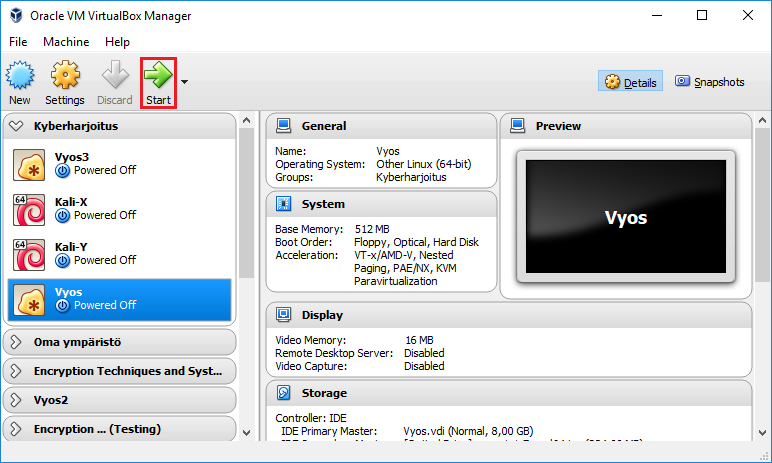 Oracle VM VirtualBox Manager
File Machine Help
New Settings Discard Start Details Snapshots
Kyberharjoitus
Vyos3
Powered Off
64
Kali-X
Powered Off
64
Kali-Y
Powered Off
Vyos
Powered Off
Oma ympäristö
Encryption Techniques and Syst...
Vyos2
Encryption ... (Testing)
General
Name: Vyos
Operating System: Other Linux (64-bit)
Groups: Kyberharjoitus
System
Base Memory: 512 MB
Boot Order: Floppy, Optical, Hard Disk
Acceleration: VT-x/AMD-V, Nested
Paging, PAE/NX, KVM
Paravirtualization
Preview
Vyos
Display
Video Memory: 16 MB
Remote Desktop Server: Disabled
Video Capture: Disabled
Storage
Controller: IDE
IDE Primary Master: Vyos.vdi (Normal, 8,00 GB)